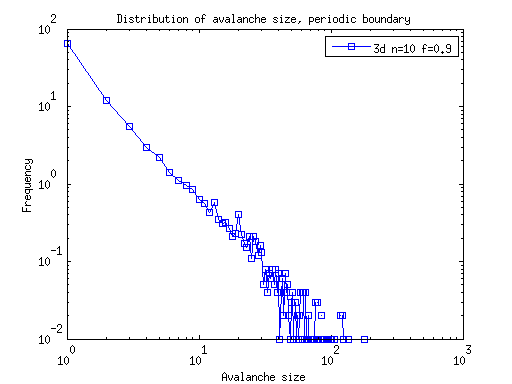 Distribution of avalanche size, periodic boundary
3d n=10 f=0.9
Frequency
10^2
10^1
10^0
10^-1
10^-2
10^0 10^1 10^2 10^3
Avalanche size